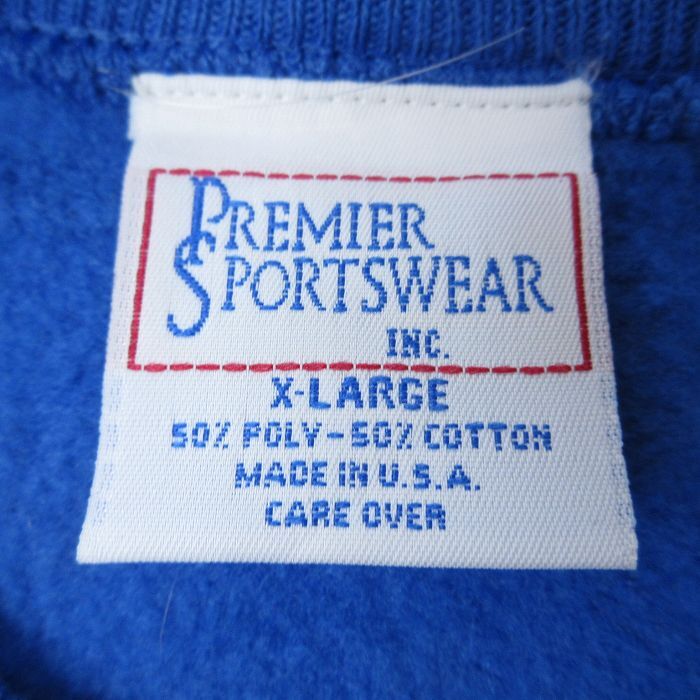 PREMIER
SPORTSWEAR
INC.
X-LARGE
50% POLY-50% COTTON
MADE IN U.S.A.
CARE OVER